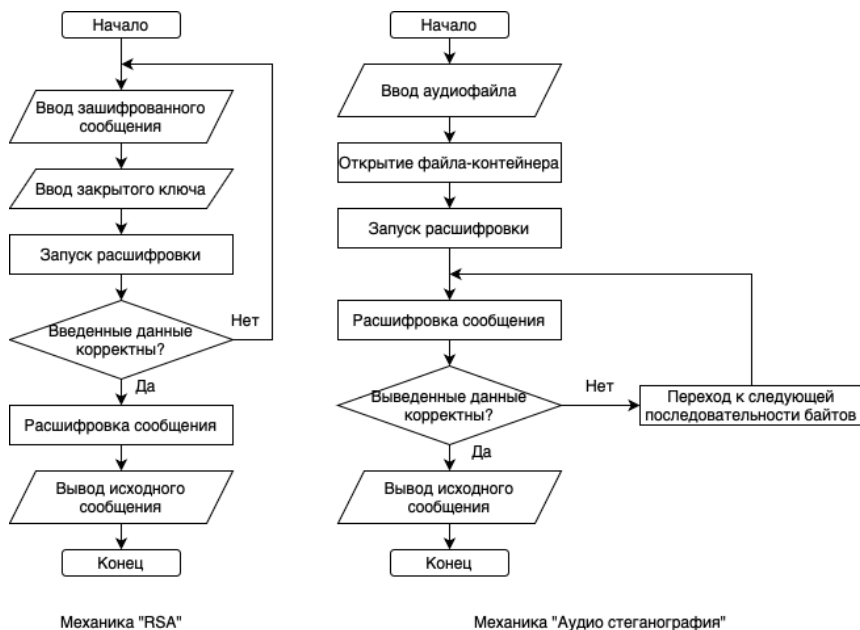 Начало
Ввод зашифрованного
сообщения
Ввод закрытого ключа
Запуск расшифровки
Введенные данные
корректны?
Нет
Да
Расшифровка сообщения
Вывод исходного
сообщения
Конец
Механика "RSA"
Начало
Ввод аудиофайла
Открытие файла-контейнера
Запуск расшифровки
Расшифровка сообщения
Выведенные данные
корректны?
Нет
Переход к следующей
последовательности байтов
Да
Вывод исходного
сообщения
Конец
Механика "Аудио стеганография"